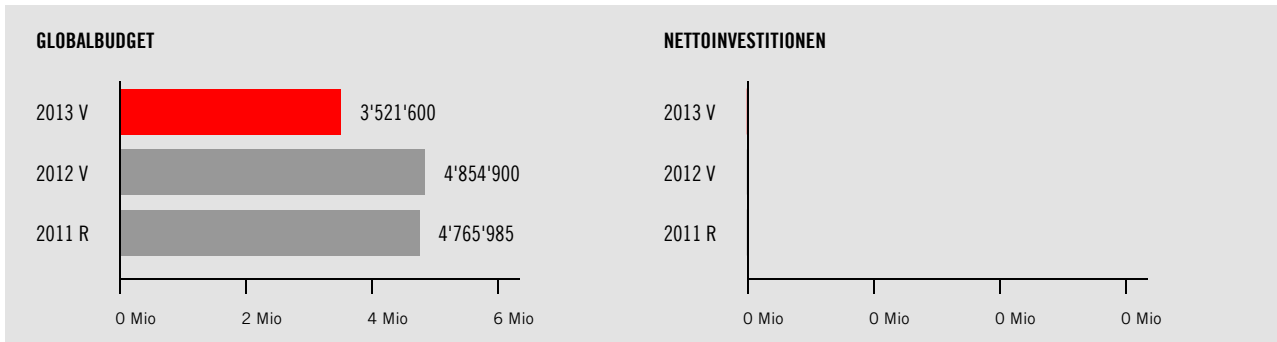 GLOBALBUDGET
2013 V 3'521'600
2012 V 4'854'900
2011 R 4'765'985
0 Mio 2 Mio 4 Mio 6 Mio
NETTOINVESTITIONEN
2013 V
2012 V
2011 R
0 Mio 0 Mio 0 Mio 0 Mio